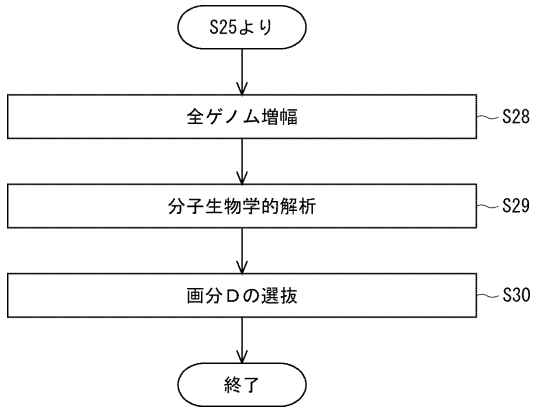 S25より
全ゲノム増幅
S28
分子生物学的解析
S29
画分Dの選抜
S30
終了